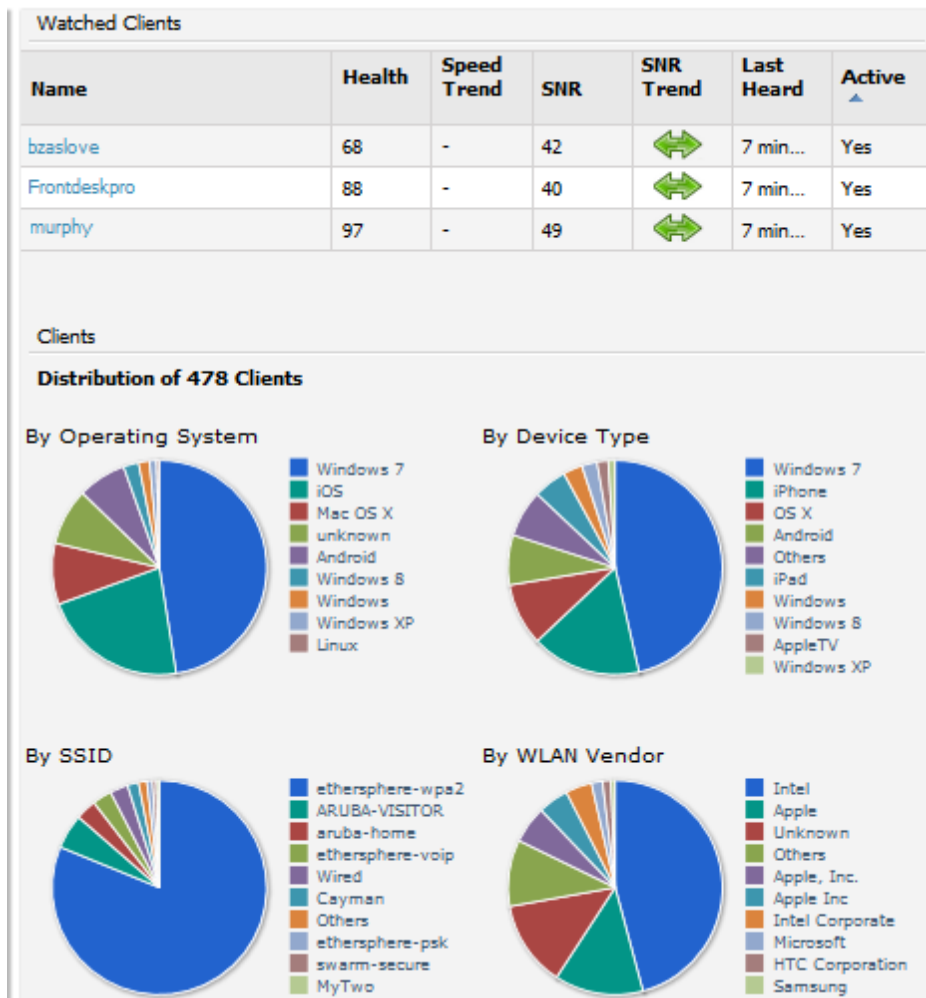 Watched Clients
Name Health Speed Trend SNR SNR Trend Last Heard Active
bzaslove 68 - 42 7 min... Yes
Frontdeskpro 88 - 40 7 min... Yes
murphy 97 - 49 7 min... Yes
Clients
Distribution of 478 Clients
By Operating System
Windows 7
iOS
Mac OS X
unknown
Android
Windows 8
Windows
Windows XP
Linux
By Device Type
Windows 7
iPhone
OS X
Android
Others
iPad
Windows
Windows 8
AppleTV
Windows XP
By SSID
ethersphere-wpa2
ARUBA-VISITOR
aruba-home
ethersphere-voip
Wired
Cayman
Others
ethersphere-psk
swarm-secure
MyTwo
By WLAN Vendor
Intel
Apple
Unknown
Others
Apple, Inc.
Apple Inc
Intel Corporate
Microsoft
HTC Corporation
Samsung